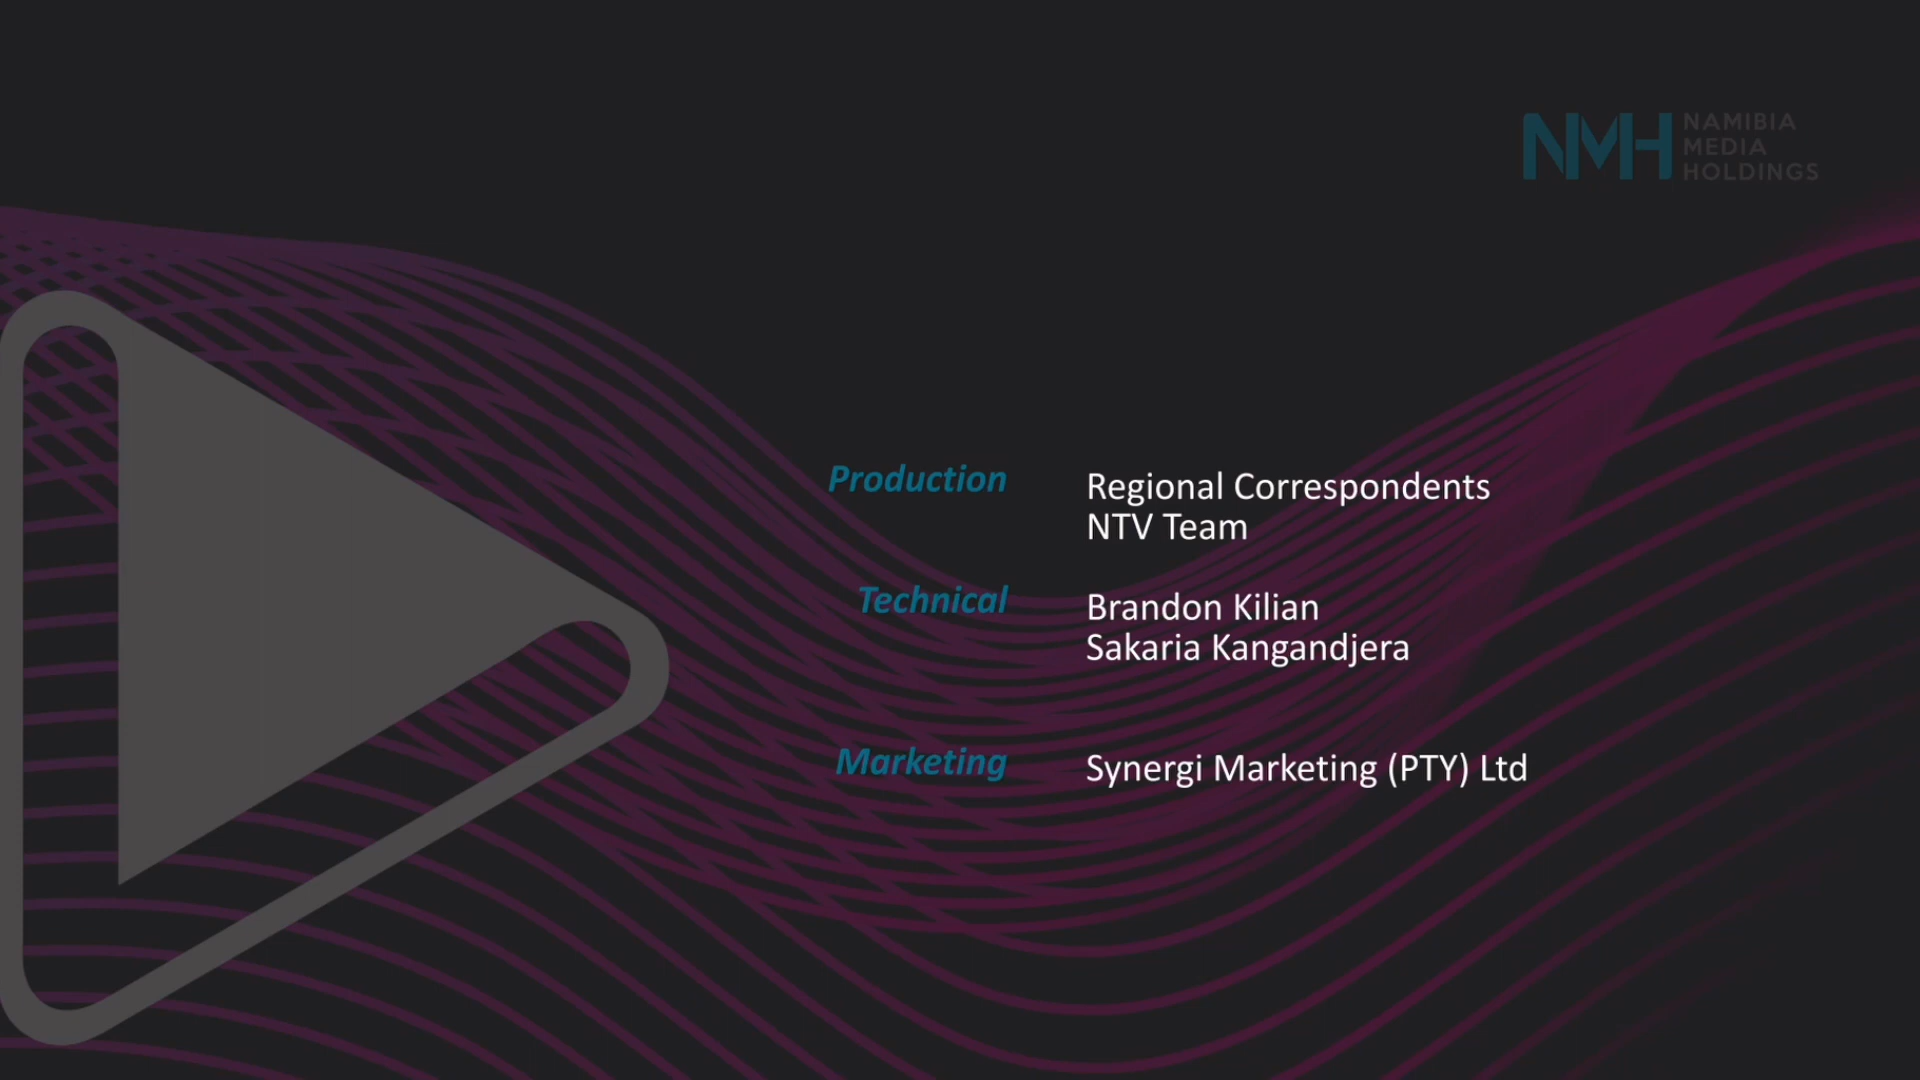 NMH NAMIBIA
MEDIA
HOLDINGS
Production Regional Correspondents
NTV Team
Technical Brandon Kilian
Sakaria Kangandjera
Marketing Synergi Marketing (PTY) Ltd